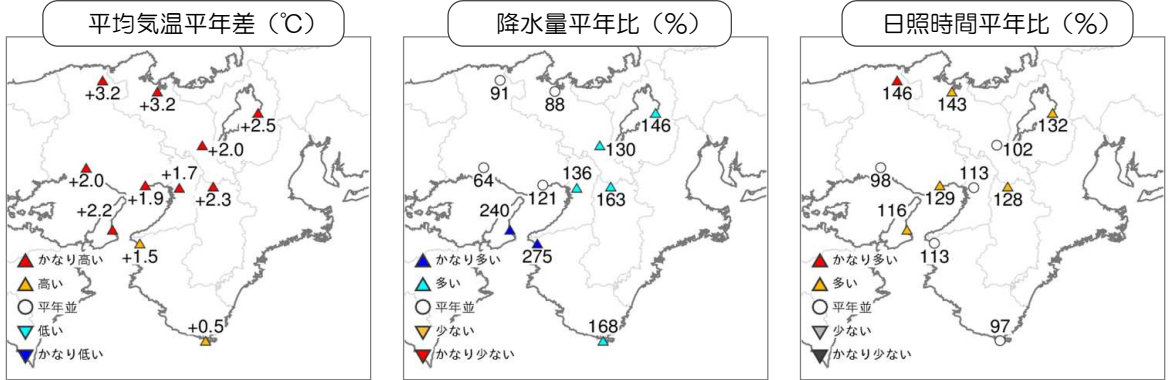 平均気温平年差（℃）
+3.2
+3.2
+2.5
+2.0
+2.0
+1.7
+1.9
+2.3
+2.2
+1.5
+0.5
かなり高い
高い
平年並
低い
かなり低い
降水量平年比（％）
91
88
146
130
64
136
121
163
240
275
168
かなり多い
多い
平年並
少ない
かなり少ない
日照時間平年比（％）
146
143
132
102
98
113
129
128
116
113
97
かなり多い
多い
平年並
少ない
かなり少ない